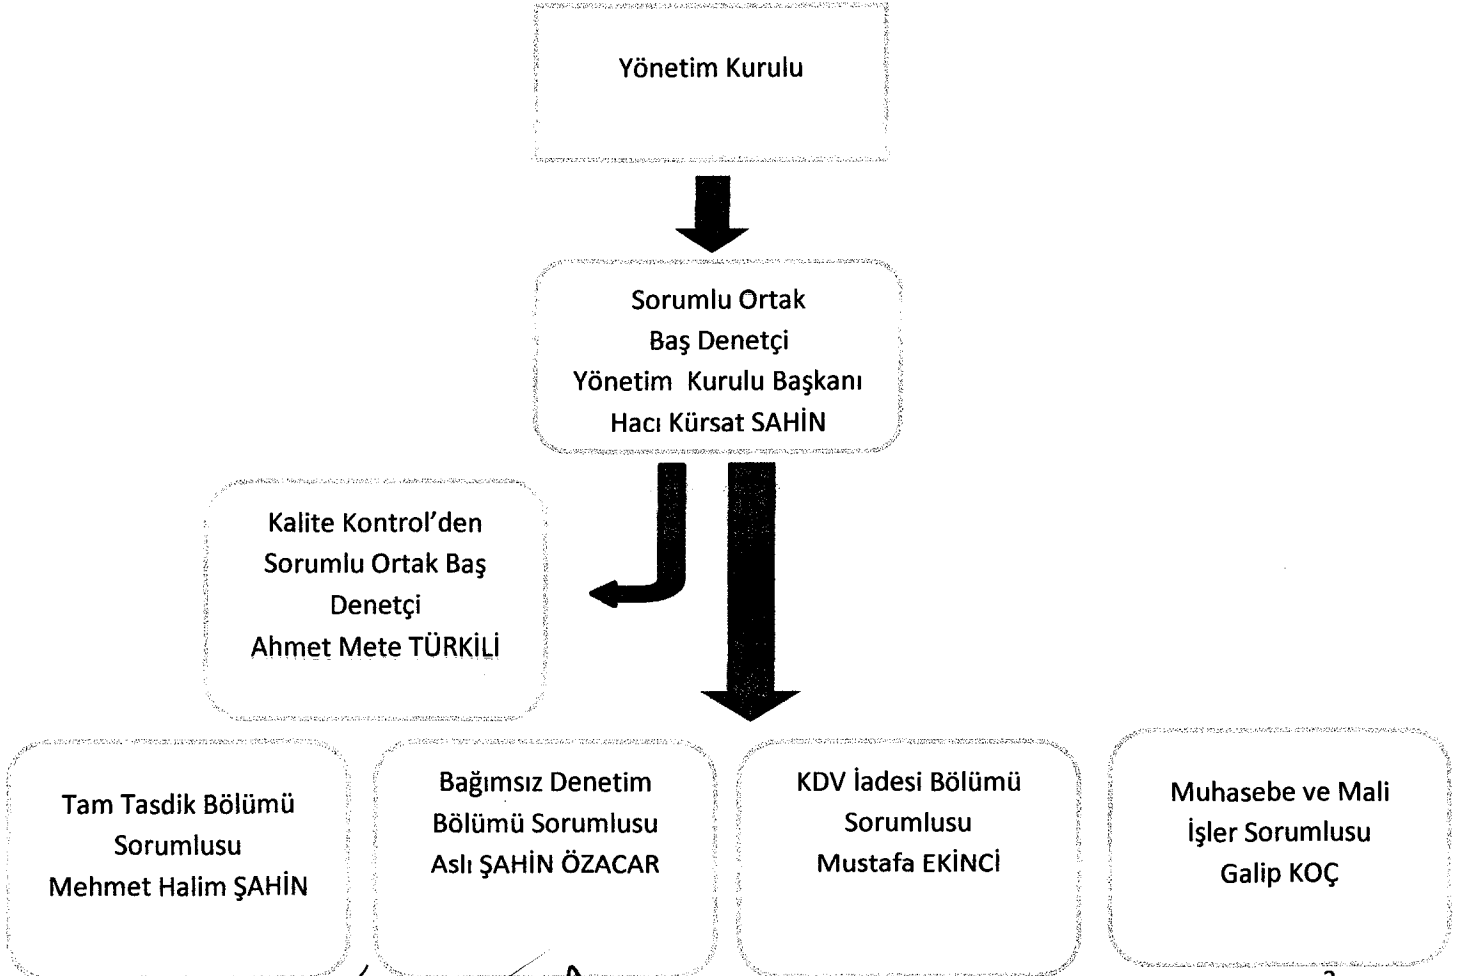 Yönetim Kurulu
Sorumlu Ortak
Baş Denetçi
Yönetim Kurulu Başkanı
Hacı Kürsat SAHİN
Kalite Kontrol'den
Sorumlu Ortak Baş
Denetçi
Ahmet Mete TÜRKİLİ
Tam Tasdik Bölümü
Sorumlusu
Mehmet Halim ŞAHİN
Bağımsız Denetim
Bölümü Sorumlusu
Aslı ŞAHİN ÖZACAR
KDV İadesi Bölümü
Sorumlusu
Mustafa EKİNCİ
Muhasebe ve Mali
İşler Sorumlusu
Galip KOÇ